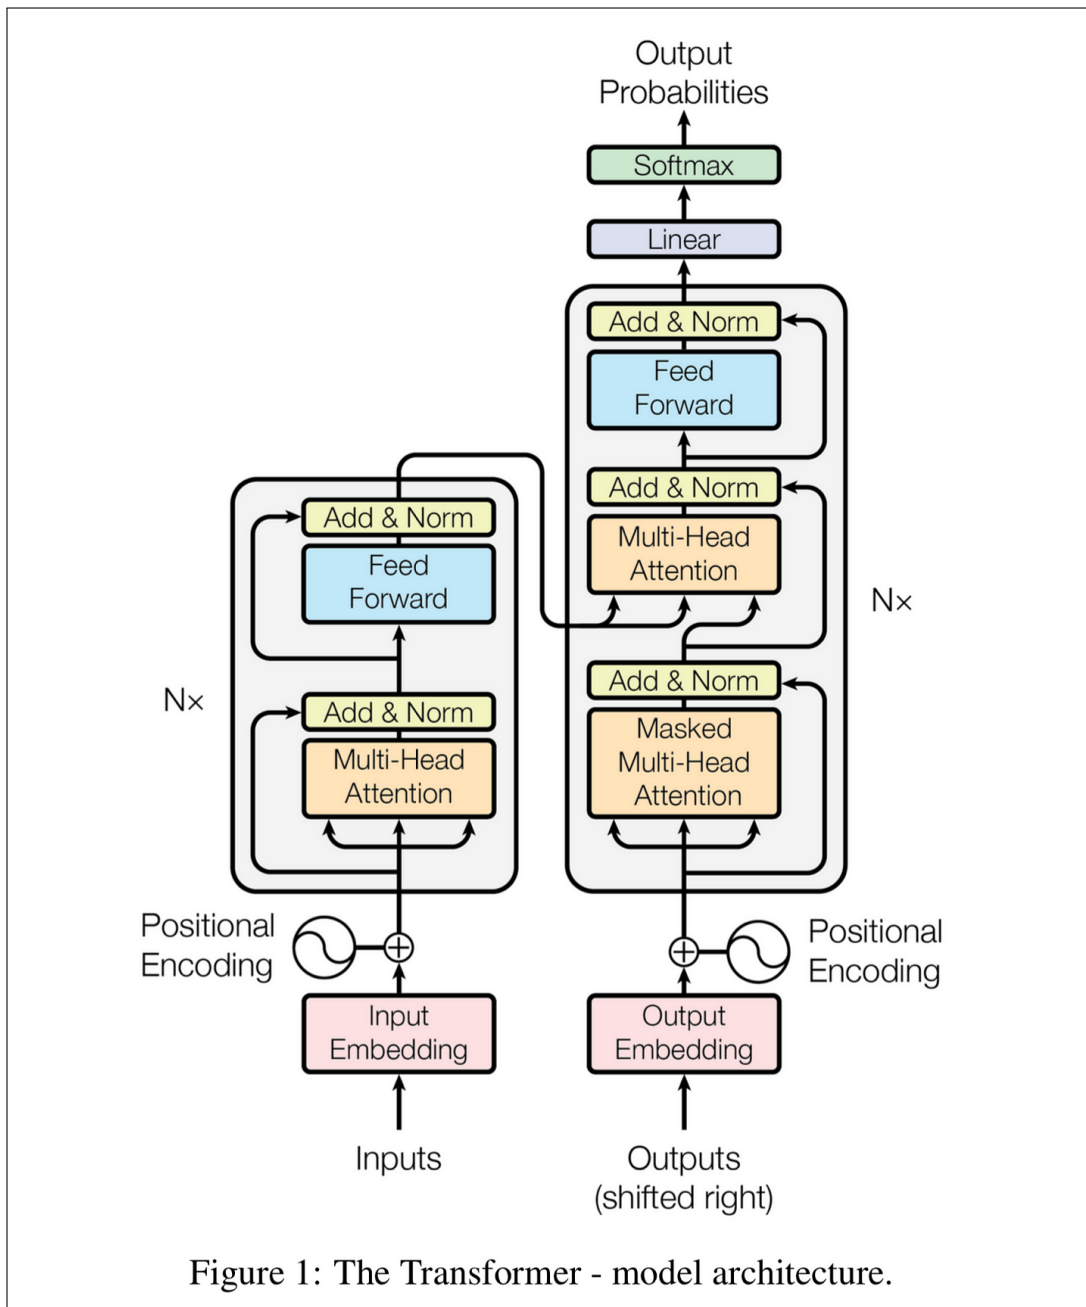 Output
Probabilities
Softmax
Linear
Add & Norm
Feed
Forward
Add & Norm
Multi-Head
Attention
Add & Norm
Masked
Multi-Head
Attention
N×
Add & Norm
Feed
Forward
Add & Norm
Multi-Head
Attention
N×
Positional
Encoding
Positional
Encoding
Input
Embedding
Output
Embedding
Inputs
Outputs
(shifted right)
Figure 1: The Transformer - model architecture.